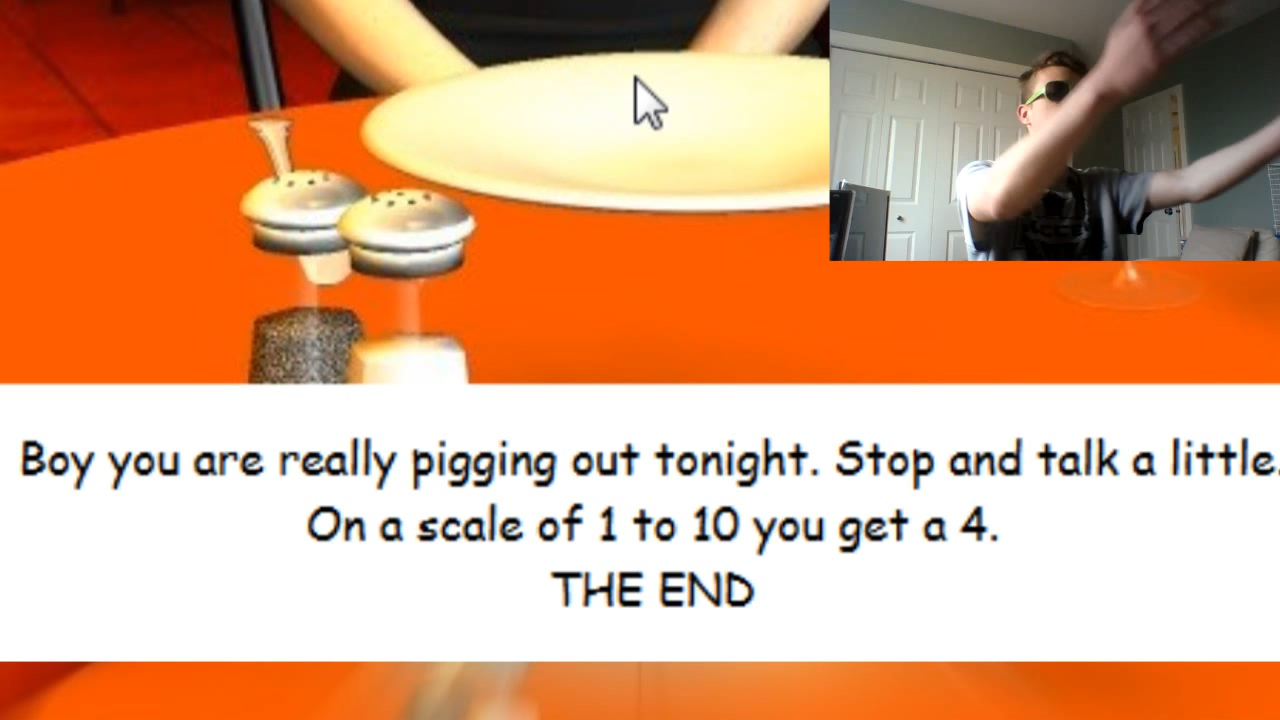 Boy you are really pigging out tonight. Stop and talk a little.
On a scale of 1 to 10 you get a 4.
THE END